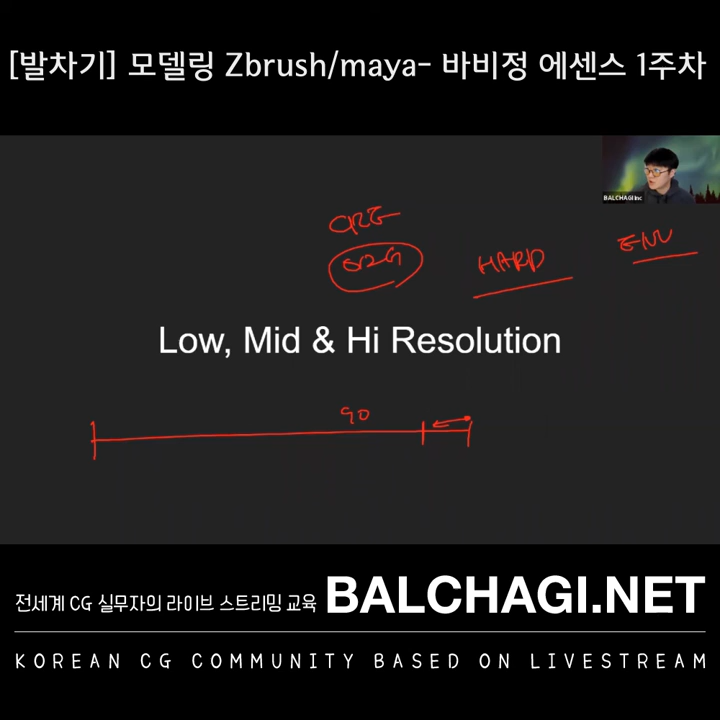 [발차기] 모델링 Zbrush/maya- 바비정 에센스 1주차
BALCHAGI Inc
ORG
ORG
HARD
ENV
Low, Mid & Hi Resolution
90
전세계 CG 실무자의 라이브 스트리밍 교육 BALCHAGI.NET
KOREAN CG COMMUNITY BASED ON LIVESTREAM